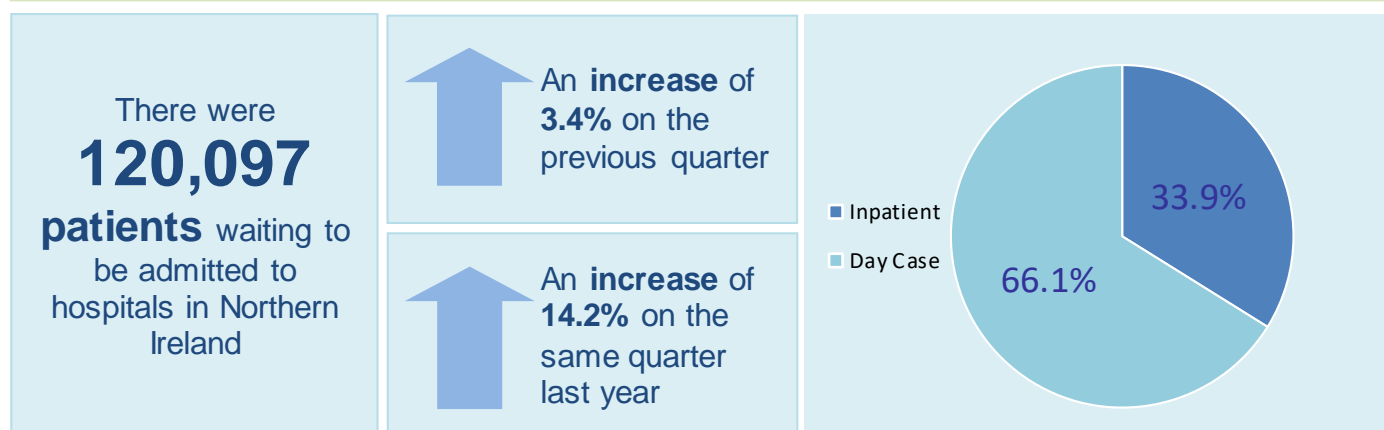 There were
120,097
patients waiting to
be admitted to
hospitals in Northern
Ireland
An increase of
3.4% on the
previous quarter
An increase of
14.2% on the
same quarter
last year
Inpatient
Day Case
33.9%
66.1%